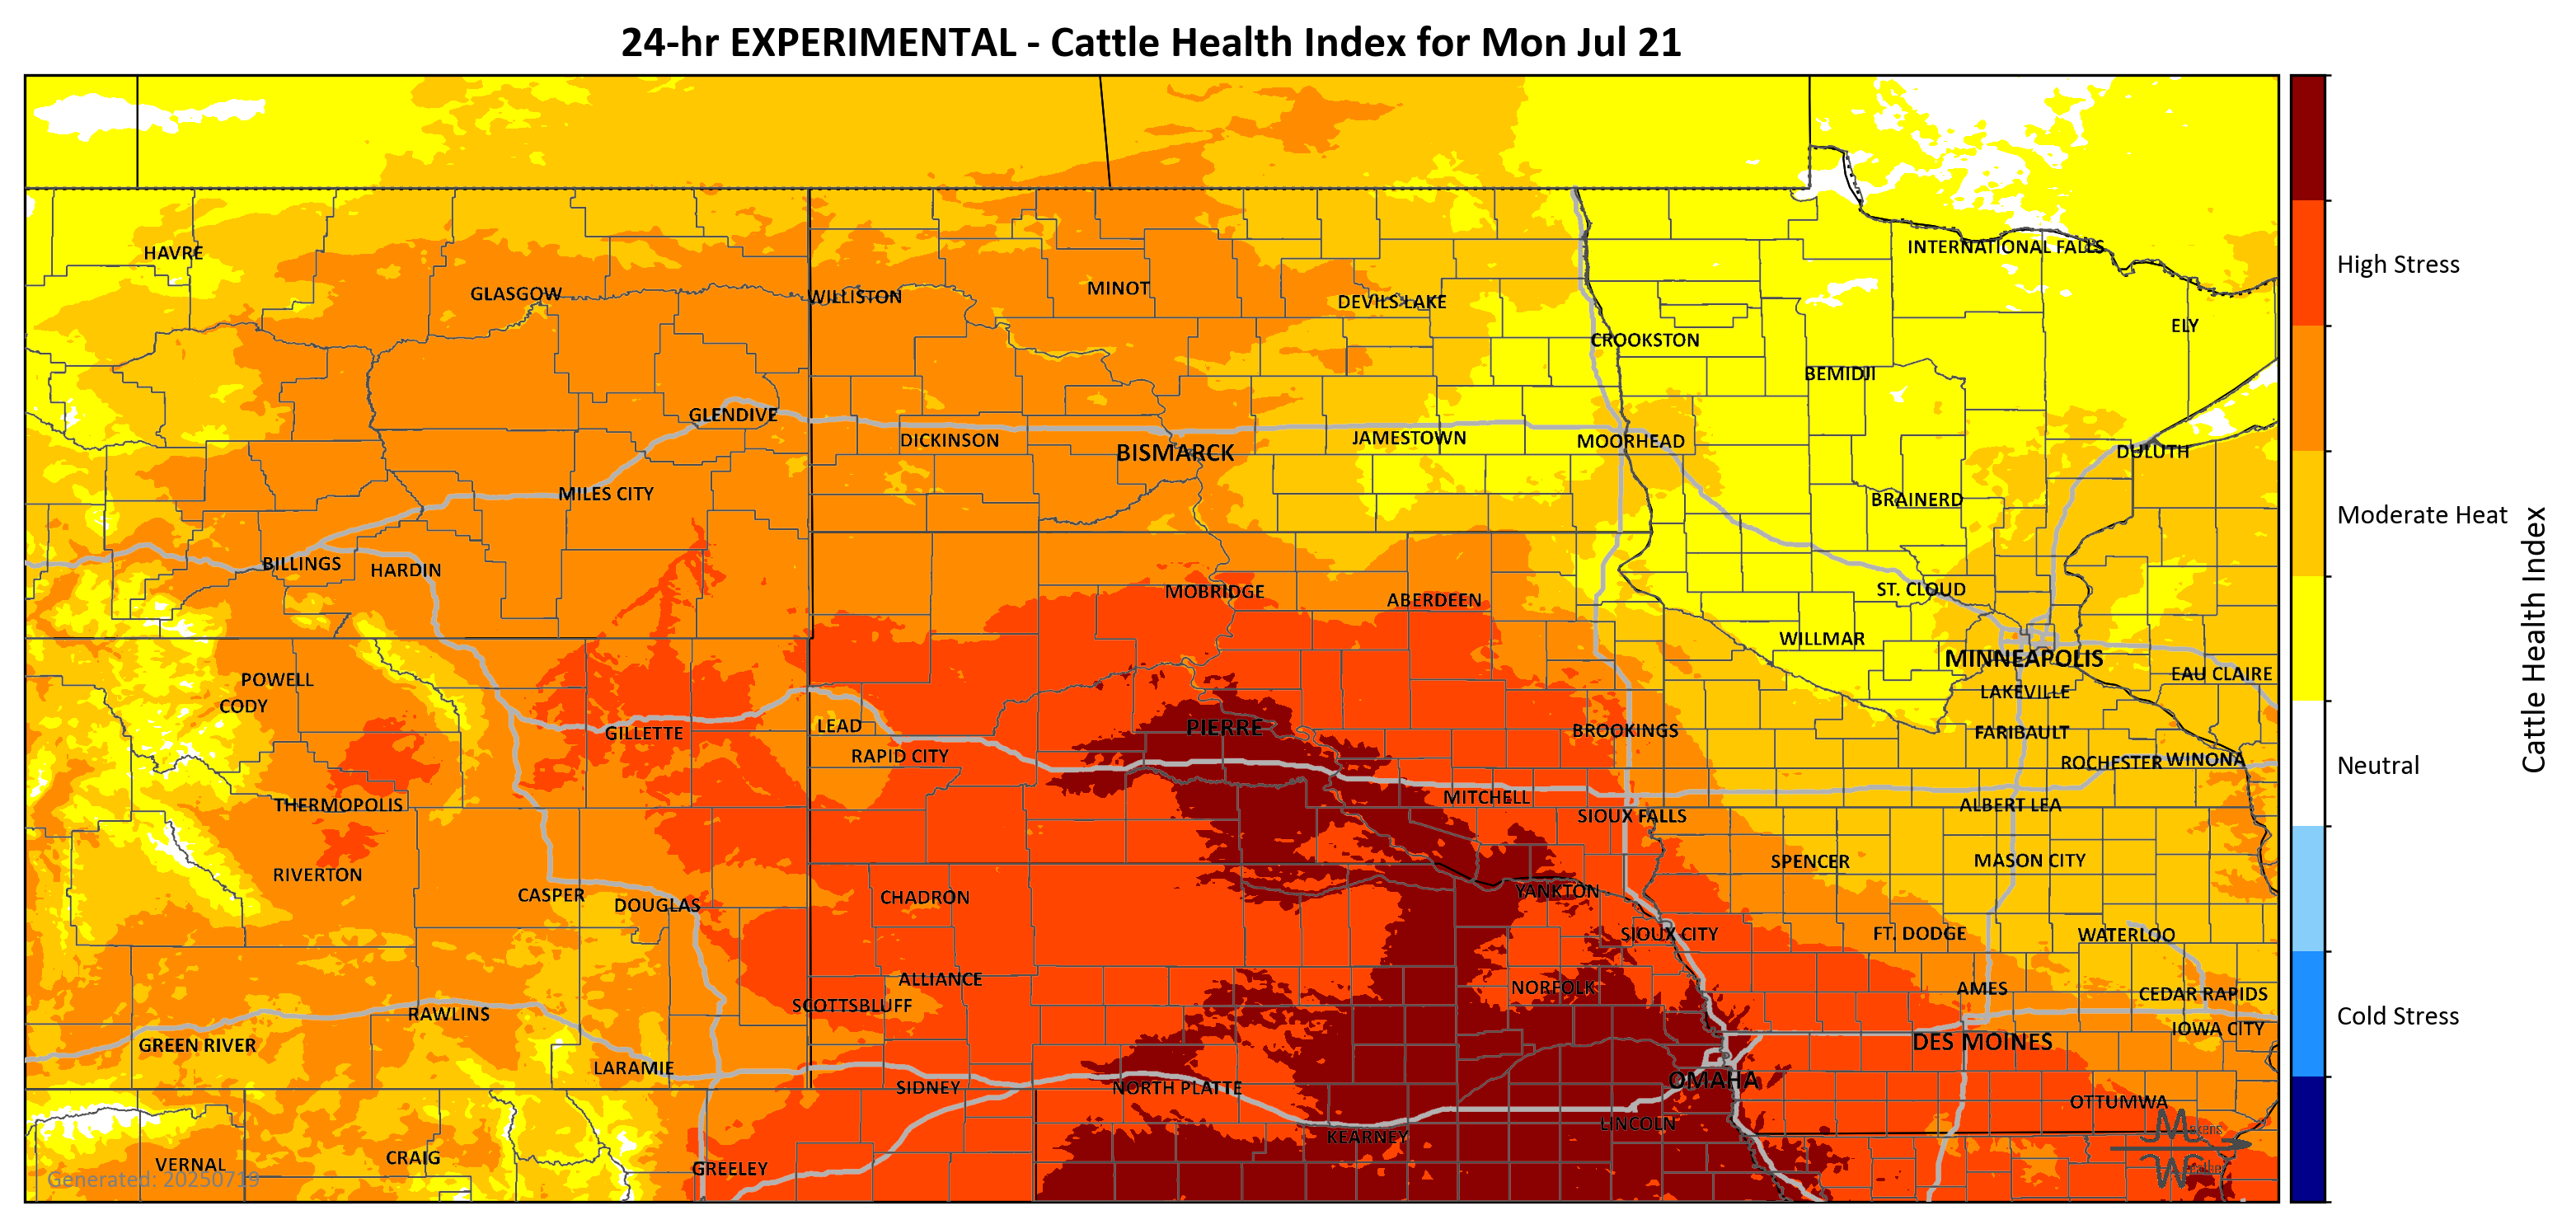 24-hr EXPERIMENTAL - Cattle Health Index for Mon Jul 21
HAVRE
INTERNATIONAL FALLS
High Stress
GLASGOW
WILLISTON
MINOT
DEVILS LAKE
ELY
CROOKSTON
BEMIDJI
GLENDIVE
DICKINSON
BISMARCK
JAMESTOWN
MOORHEAD
DULUTH
MILES CITY
BRAINERD
Moderate Heat
BILLINGS
HARDIN
MOBRIDGE
ABERDEEN
ST. CLOUD
WILLMAR
MINNEAPOLIS
EAU CLAIRE
POWELL
CODY
LAKEVILLE
Cattle Health Index
GILLETTE
LEAD
PIERRE
BROOKINGS
FARIBAULT
RAPID CITY
ROCHESTER
WINONA
Neutral
THERMOPOLIS
MITCHELL
SIOUX FALLS
ALBERT LEA
RIVERTON
SPENCER
MASON CITY
CASPER
DOUGLAS
CHADRON
YANKTON
SIOUX CITY
FT. DODGE
WATERLOO
ALLIANCE
SCOTTSBLUFF
NORFOLK
AMES
CEDAR RAPIDS
RAWLINS
Cold Stress
GREEN RIVER
DES MOINES
IOWA CITY
LARAMIE
SIDNEY
NORTH PLATTE
OMAHA
OTTUMWA
KEARNEY
LINCOLN
Makens
VERNAL
CRAIG
GREELEY
Weather
Generated: 20250719